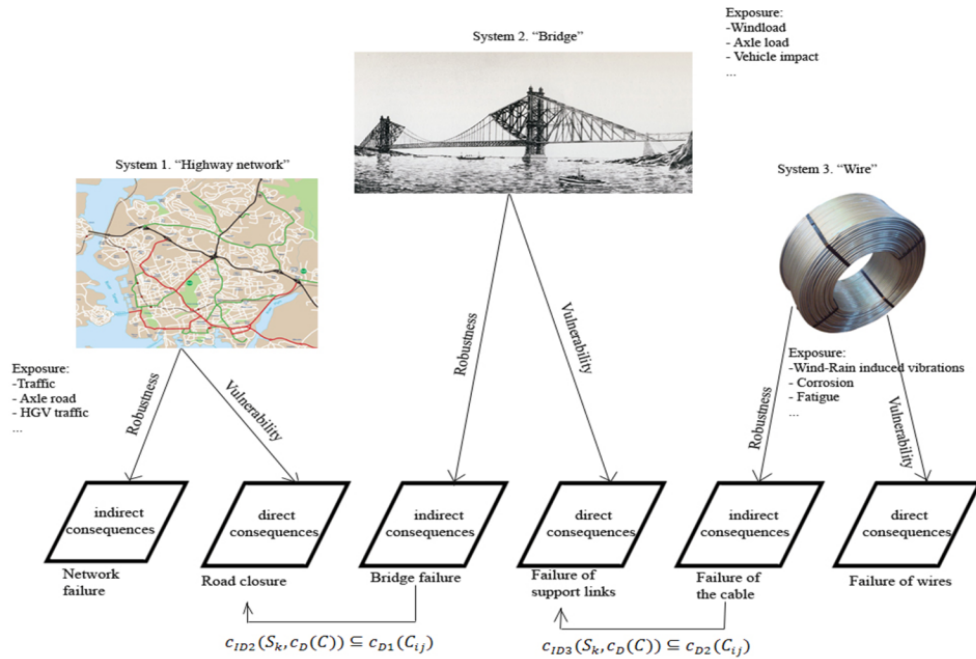 Exposure:
-Windload
- Axle load
- Vehicle impact
...
System 2. "Bridge"
System 1. "Highway network"
System 3. "Wire"
Exposure:
-Traffic
- Axle road
- HGV traffic
...
Robustness
Vulnerability
Robustness
Vulnerability
Exposure:
-Wind-Rain induced vibrations
- Corrosion
- Fatigue
...
Robustness
Vulnerability
indirect
consequences
direct
consequences
indirect
consequences
direct
consequences
indirect
consequences
direct
consequences
Network
failure
Road closure
Bridge failure
Failure of
support links
Failure of
the cable
Failure of wires
c_{ID2}(S_k, c_D(C)) ⊆ c_{D1}(C_{ij})
c_{ID3}(S_k, c_D(C)) ⊆ c_{D2}(C_{ij})